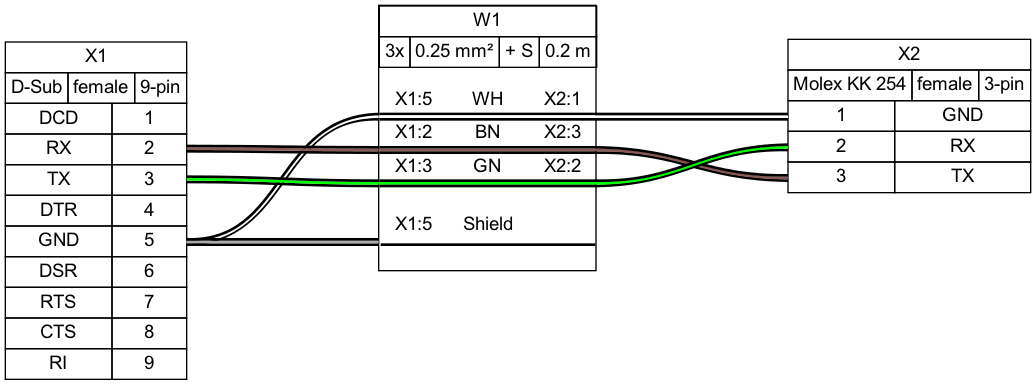 X1
D-Sub female 9-pin
DCD 1
RX 2
TX 3
DTR 4
GND 5
DSR 6
RTS 7
CTS 8
RI 9
W1
3x 0.25 mm² + S 0.2 m
X1:5 WH X2:1
X1:2 BN X2:3
X1:3 GN X2:2
X1:5 Shield
X2
Molex KK 254 female 3-pin
1 GND
2 RX
3 TX